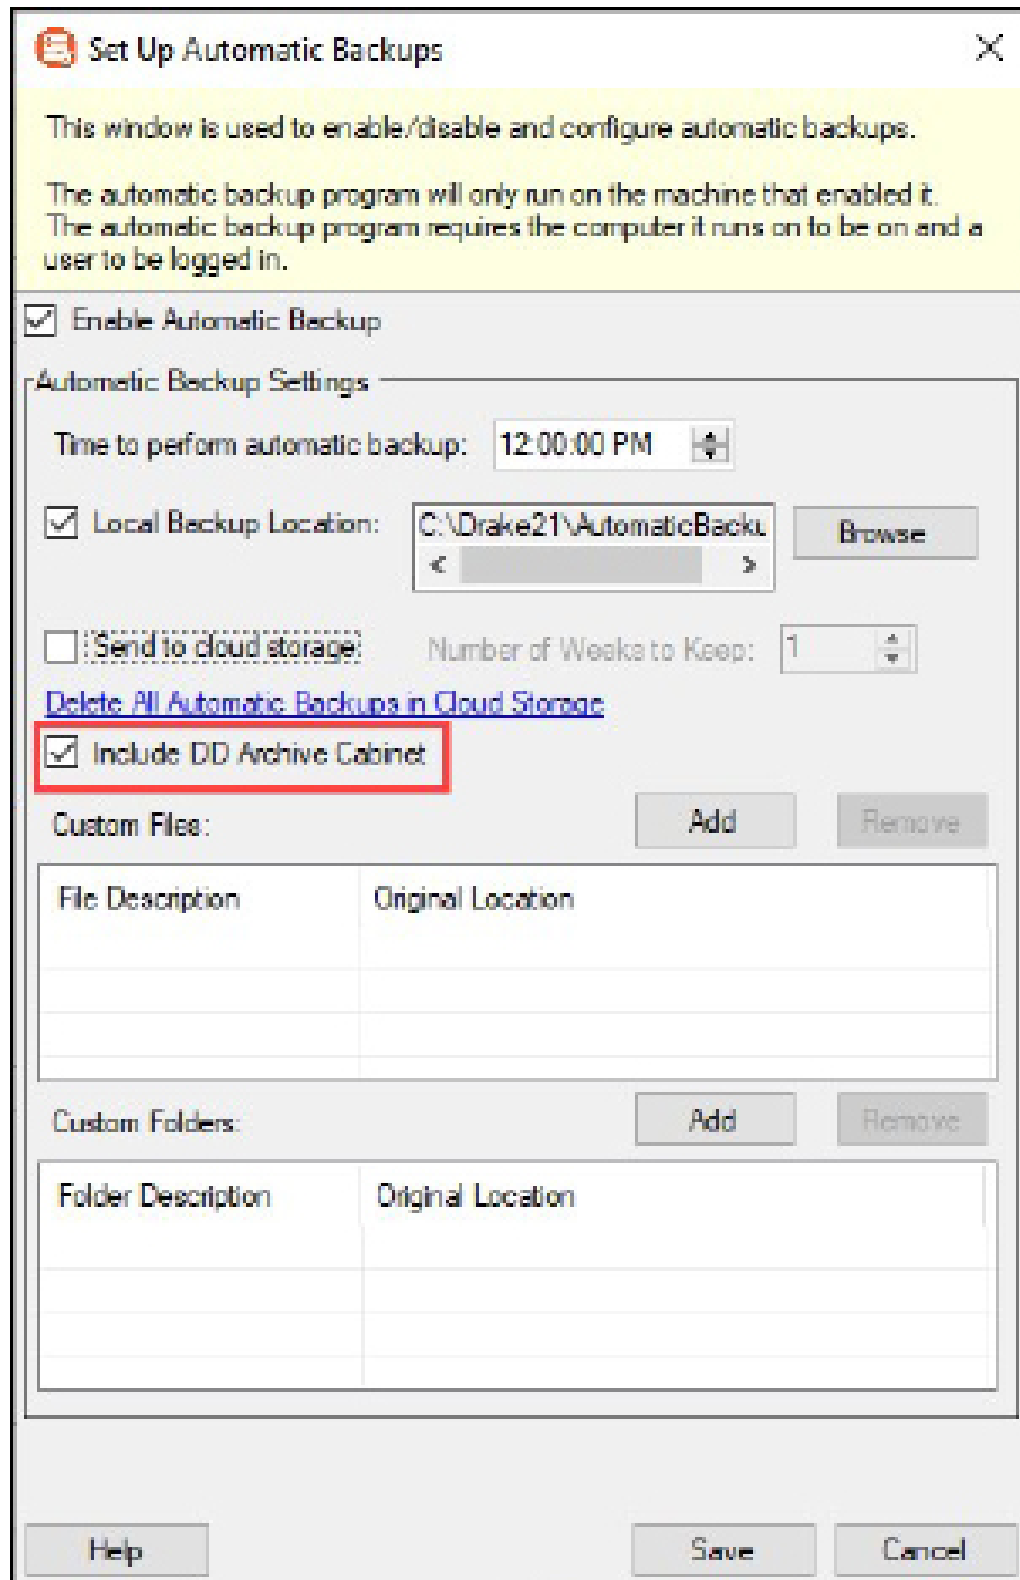 Set Up Automatic Backups
This window is used to enable/disable and configure automatic backups.
The automatic backup program will only run on the machine that enabled it.
The automatic backup program requires the computer it runs on to be on and a
user to be logged in.
Enable Automatic Backup
Automatic Backup Settings
Time to perform automatic backup: 12:00:00 PM
Local Backup Location: C:\Drake21\AutomaticBacku Browse
Send to cloud storage Number of Weeks to Keep: 1
Delete All Automatic Backups in Cloud Storage
Include DD Archive Cabinet
Custom Files: Add Remove
File Description Original Location
Custom Folders: Add Remove
Folder Description Original Location
Help Save Cancel